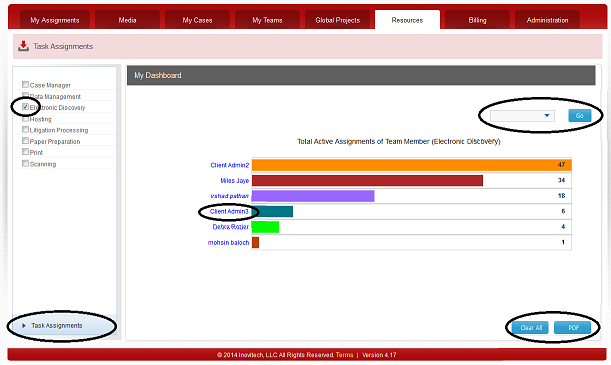 My Assignments Media My Cases My Teams Global Projects Resources Billing Administration
Task Assignments
My Dashboard
Case Manager
Data Management
Electronic Discovery
Hosting
Litigation Processing
Paper Preparation
Print
Scanning
Go
Total Active Assignments of Team Member (Electronic Discovery)
Client Admin2 47
Miles Jaye 34
irshad pathan 18
Client Admin3 6
Debra Rozier 4
mohsin baloch 1
Task Assignments
Clear All PDF
© 2014 Inovitech, LLC All Rights Reserved. Terms | Version 4.17